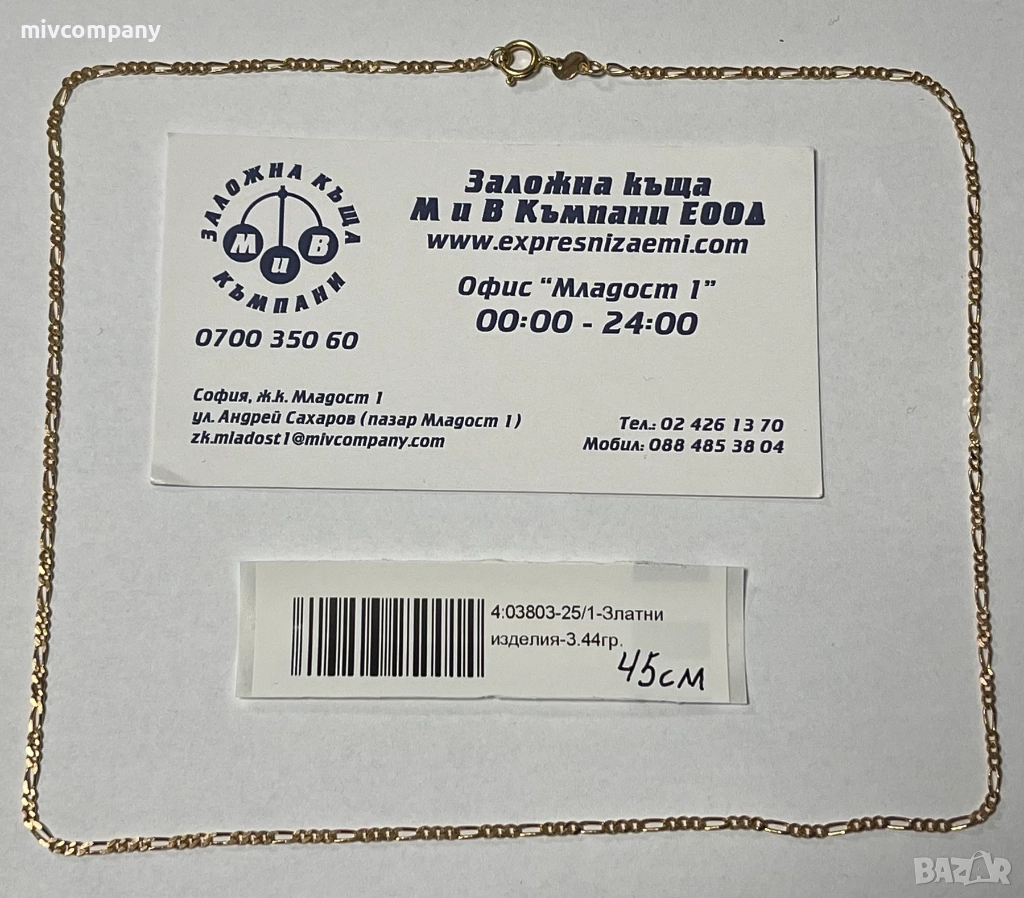 mivcompany
ЗАЛОЖНА КЪЩА
М и В
КЪМПАНИ
0700 350 60
Заложна къща
М и В Къмпани ЕООД
www.expresnizaemi.com
Офис “Младост 1”
00:00 - 24:00
София, ж.к. Младост 1
ул. Андрей Сахаров (пазар Младост 1)
zk.mladost1@mivcompany.com
Тел.: 02 426 13 70
Мобил: 088 485 38 04
4:03803-25/1-Златни
изделия-3.44гр.
45см
BAZAR